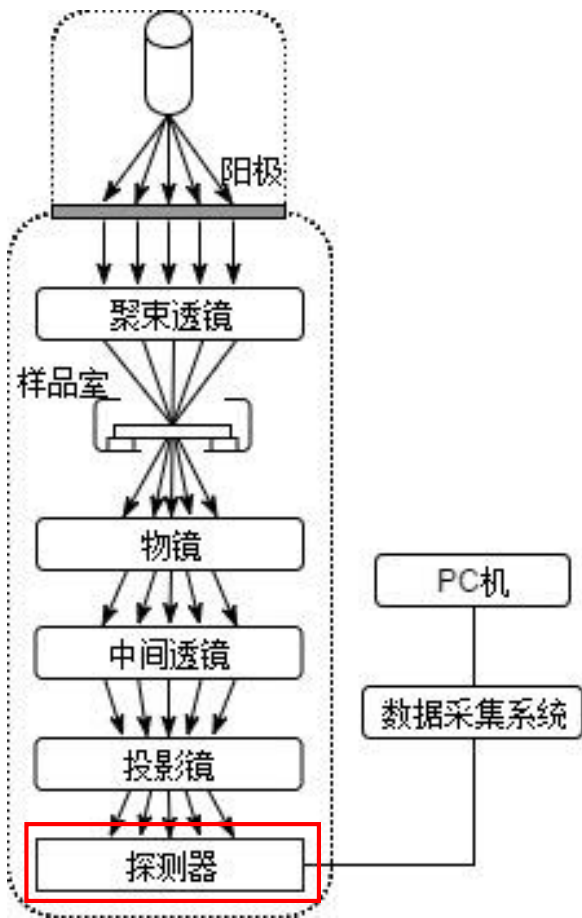 阳极
聚束透镜
样品室
物镜
PC机
中间透镜
数据采集系统
投影镜
探测器